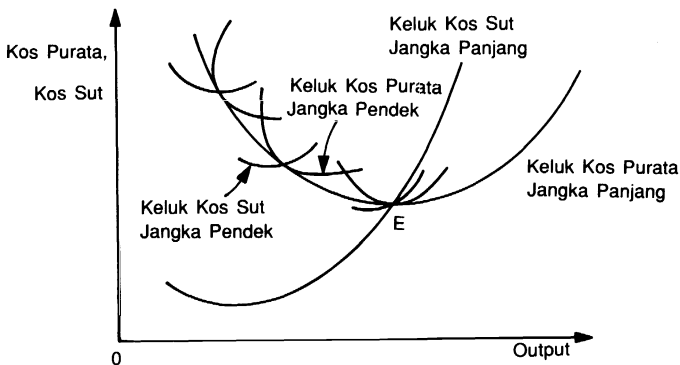 Kos Purata,
Kos Sut
Keluk Kos Sut
Jangka Panjang
Keluk Kos Purata
Jangka Pendek
Keluk Kos Sut
Jangka Pendek
Keluk Kos Purata
Jangka Panjang
E
0
Output